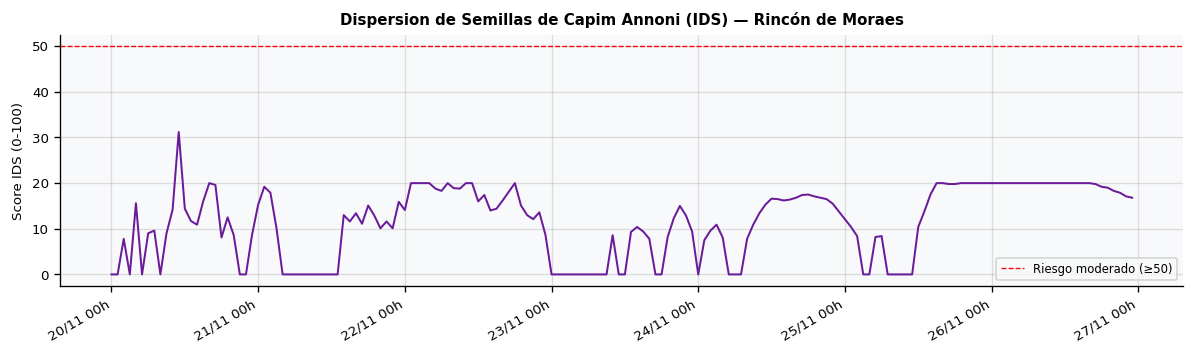 Dispersion de Semillas de Capim Annoni (IDS) — Rincón de Moraes
Score IDS (0-100)
50
40
30
20
10
0
Riesgo moderado (≥50)
20/11 00h
21/11 00h
22/11 00h
23/11 00h
24/11 00h
25/11 00h
26/11 00h
27/11 00h